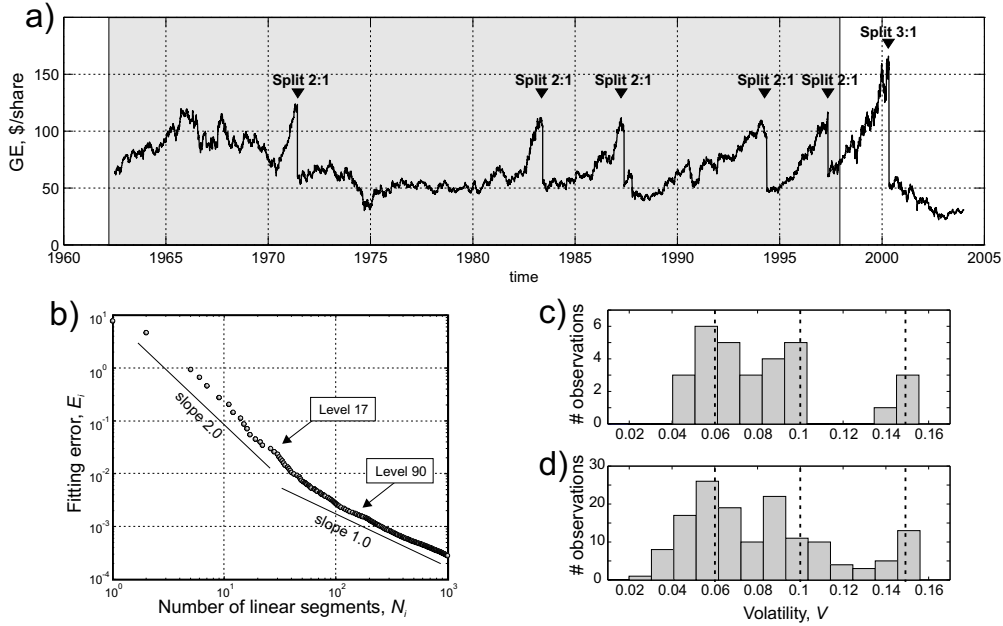 a)
Split 3:1
Split 2:1 Split 2:1 Split 2:1 Split 2:1 Split 2:1
GE, $/share
150
100
50
0
1960 1965 1970 1975 1980 1985 1990 1995 2000 2005
time
b)
Fitting error, E_i
10^1
10^0
10^-1
10^-2
10^-3
10^-4
slope 2.0
Level 17
Level 90
slope 1.0
10^0 10^1 10^2 10^3
Number of linear segments, N_i
c)
# observations
6
4
2
0
0.02 0.04 0.06 0.08 0.1 0.12 0.14 0.16
d)
# observations
30
20
10
0
0.02 0.04 0.06 0.08 0.1 0.12 0.14 0.16
Volatility, V